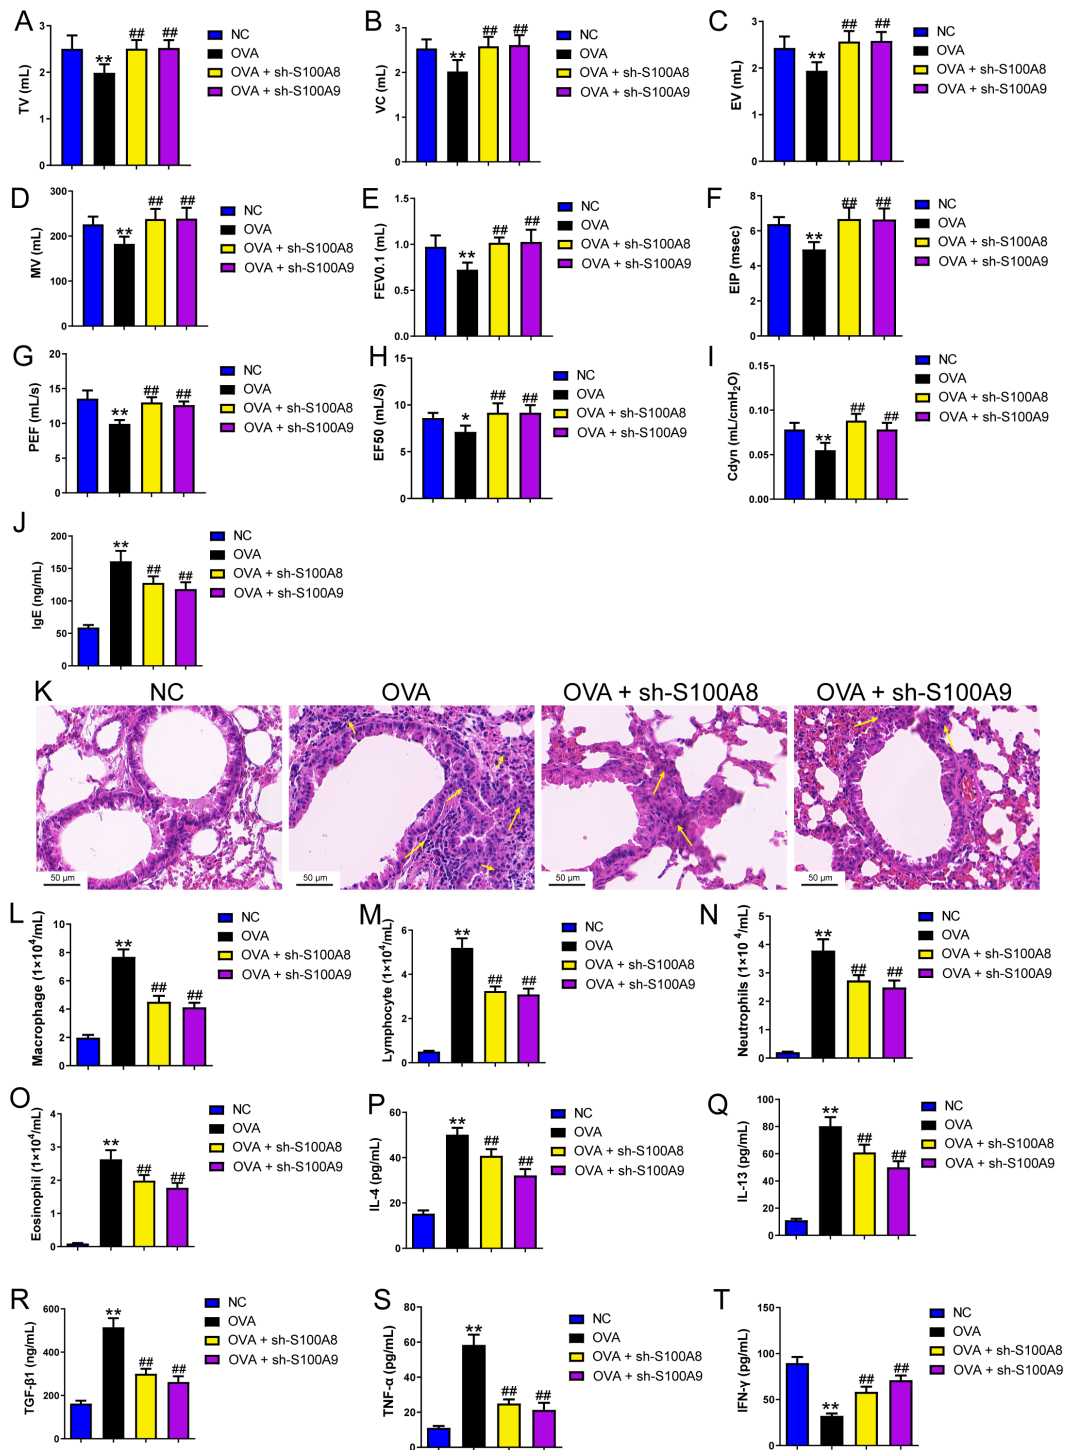 A
TV (mL)
3
2
1
0
**
##
##
NC
OVA
OVA + sh-S100A8
OVA + sh-S100A9
B
VC (mL)
3
2
1
0
**
##
##
NC
OVA
OVA + sh-S100A8
OVA + sh-S100A9
C
EV (mL)
3
2
1
0
**
##
##
NC
OVA
OVA + sh-S100A8
OVA + sh-S100A9
D
MV (mL)
300
200
100
0
**
##
##
NC
OVA
OVA + sh-S100A8
OVA + sh-S100A9
E
FEV0.1 (mL)
1.5
1.0
0.5
0.0
**
##
##
NC
OVA
OVA + sh-S100A8
OVA + sh-S100A9
F
EIP (msec)
8
6
4
2
0
**
##
##
NC
OVA
OVA + sh-S100A8
OVA + sh-S100A9
G
PEF (mL/s)
20
15
10
5
0
**
##
##
NC
OVA
OVA + sh-S100A8
OVA + sh-S100A9
H
EF50 (mL/S)
15
10
5
0
*
##
##
NC
OVA
OVA + sh-S100A8
OVA + sh-S100A9
I
Cdyn (mL/cmH₂O)
0.15
0.10
0.05
0.00
**
##
##
NC
OVA
OVA + sh-S100A8
OVA + sh-S100A9
J
IgE (ng/mL)
200
150
100
50
0
**
##
##
NC
OVA
OVA + sh-S100A8
OVA + sh-S100A9
K
NC
OVA
OVA + sh-S100A8
OVA + sh-S100A9
50 μm
50 μm
50 μm
50 μm
L
Macrophage (1×10⁴/mL)
10
8
6
4
2
0
**
##
##
NC
OVA
OVA + sh-S100A8
OVA + sh-S100A9
M
Lymphocyte (1×10⁴/mL)
6
4
2
0
**
##
##
NC
OVA
OVA + sh-S100A8
OVA + sh-S100A9
N
Neutrophils (1×10⁴/mL)
5
4
3
2
1
0
**
##
##
NC
OVA
OVA + sh-S100A8
OVA + sh-S100A9
O
Eosinophil (1×10⁴/mL)
4
3
2
1
0
**
##
##
NC
OVA
OVA + sh-S100A8
OVA + sh-S100A9
P
IL-4 (pg/mL)
60
40
20
0
**
##
##
NC
OVA
OVA + sh-S100A8
OVA + sh-S100A9
Q
IL-13 (pg/mL)
100
80
60
40
20
0
**
##
##
NC
OVA
OVA + sh-S100A8
OVA + sh-S100A9
R
TGF-β1 (ng/mL)
600
400
200
0
**
##
##
NC
OVA
OVA + sh-S100A8
OVA + sh-S100A9
S
TNF-α (pg/mL)
80
60
40
20
0
**
##
##
NC
OVA
OVA + sh-S100A8
OVA + sh-S100A9
T
IFN-γ (pg/mL)
150
100
50
0
**
##
##
NC
OVA
OVA + sh-S100A8
OVA + sh-S100A9